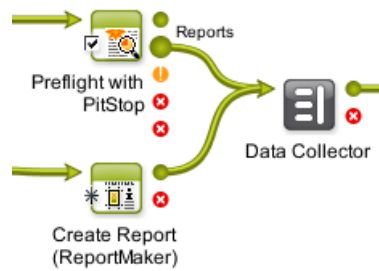 Reports
Preflight with
PitStop
Data Collector
Create Report
(ReportMaker)